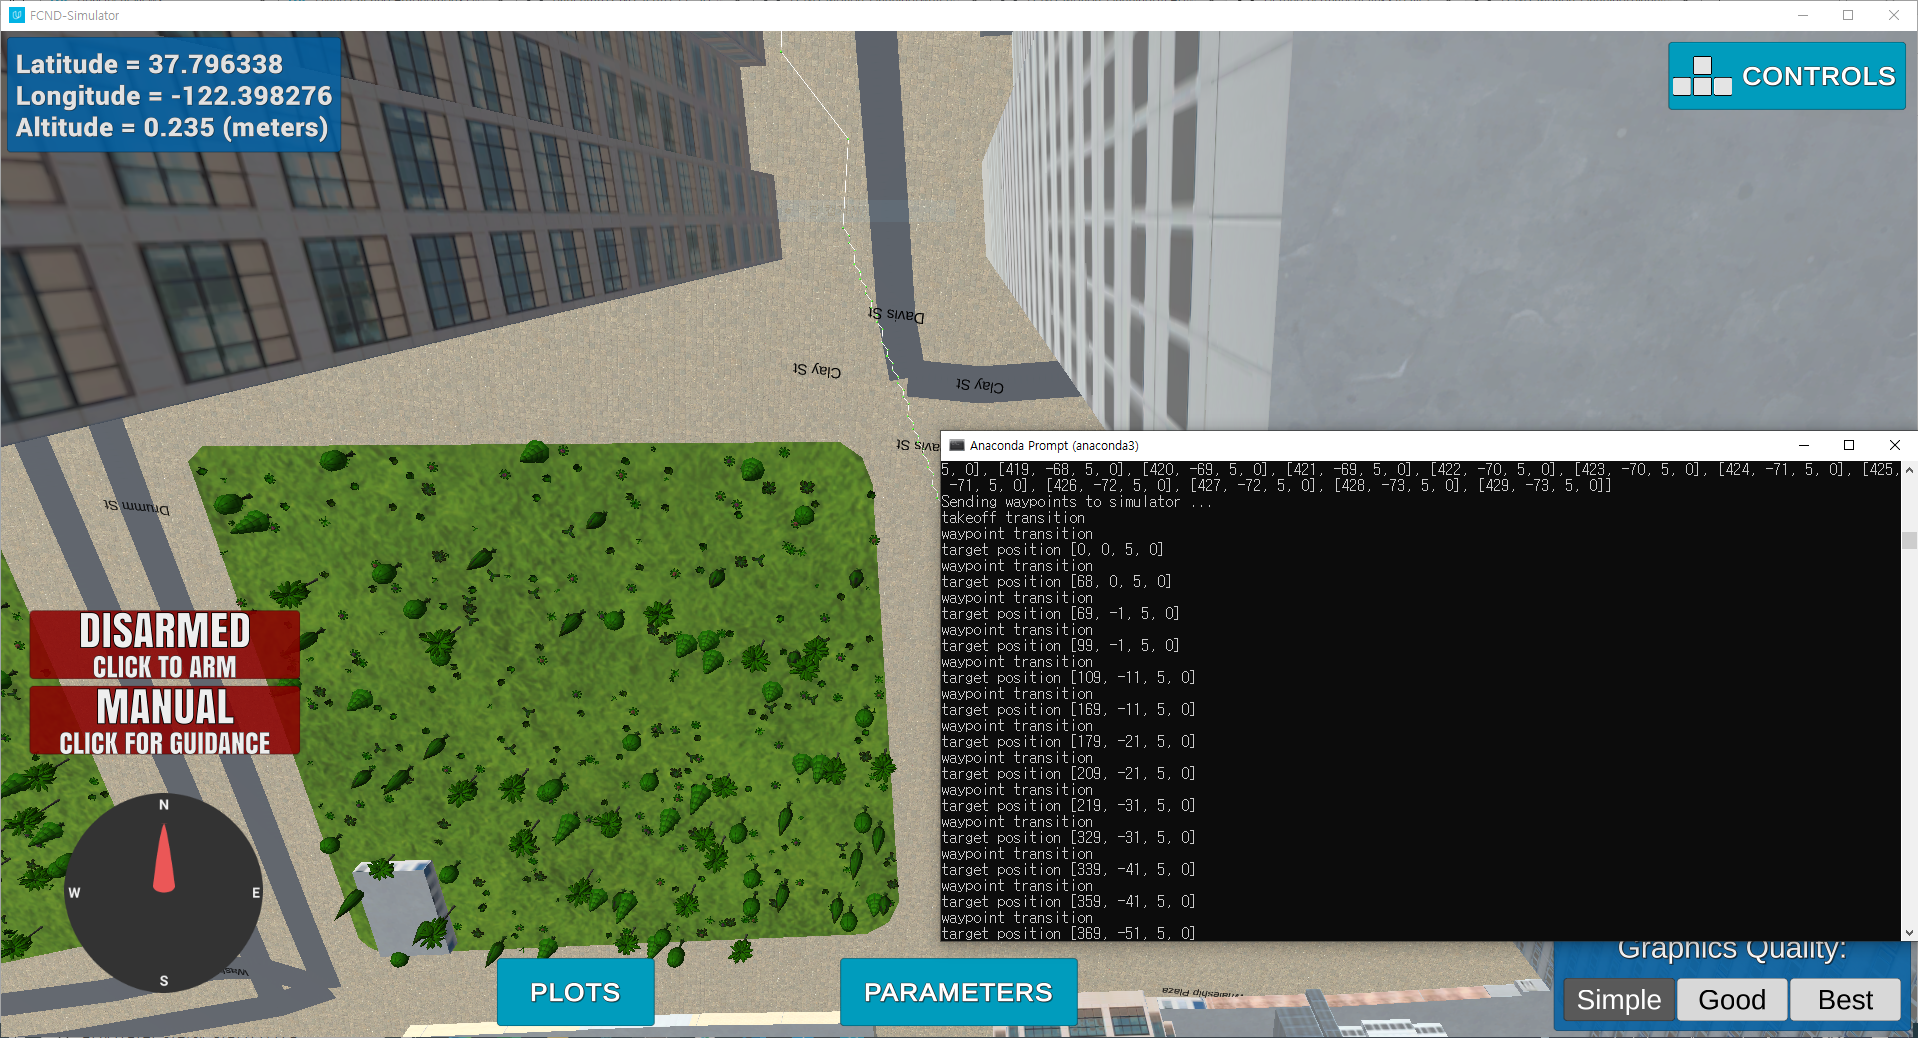 FCND-Simulator
Latitude = 37.796338
Longitude = -122.398276
Altitude = 0.235 (meters)
CONTROLS
Davis St
Clay St
Clay St
Davis St
Drumm St
DISARMED
CLICK TO ARM
MANUAL
CLICK FOR GUIDANCE
N
W
E
S
Anaconda Prompt (anaconda3)
5, 0], [419, -68, 5, 0], [420, -69, 5, 0], [421, -69, 5, 0], [422, -70, 5, 0], [423, -70, 5, 0], [424, -71, 5, 0], [425,
-71, 5, 0], [426, -72, 5, 0], [427, -72, 5, 0], [428, -73, 5, 0], [429, -73, 5, 0]]
Sending waypoints to simulator ...
takeoff transition
waypoint transition
target position [0, 0, 5, 0]
waypoint transition
target position [68, 0, 5, 0]
waypoint transition
target position [69, -1, 5, 0]
waypoint transition
target position [99, -1, 5, 0]
waypoint transition
target position [109, -11, 5, 0]
waypoint transition
target position [169, -11, 5, 0]
waypoint transition
target position [179, -21, 5, 0]
waypoint transition
target position [209, -21, 5, 0]
waypoint transition
target position [219, -31, 5, 0]
waypoint transition
target position [329, -31, 5, 0]
waypoint transition
target position [339, -41, 5, 0]
waypoint transition
target position [359, -41, 5, 0]
waypoint transition
target position [369, -51, 5, 0]
PLOTS
PARAMETERS
Plaza
Graphics Quality:
Simple
Good
Best